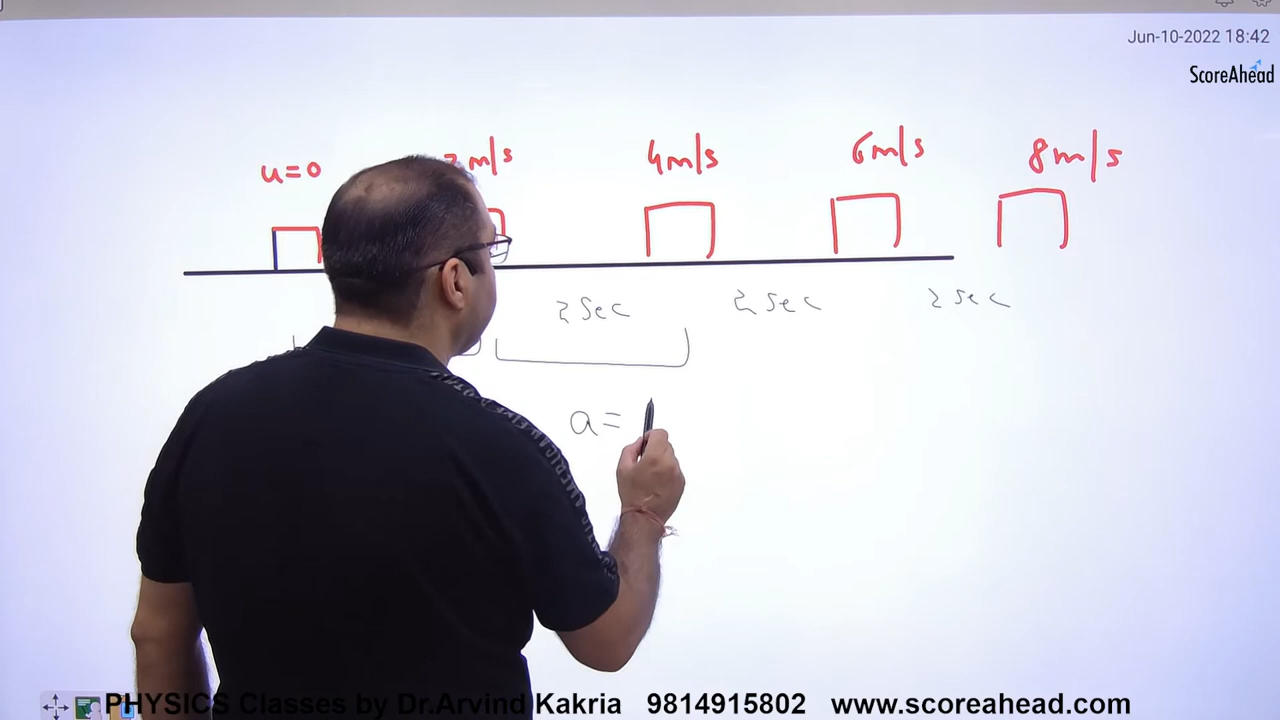 Jun-10-2022 18:42
ScoreAhead
u=0 m/s 4m/s 6m/s 8m/s
2 Sec 2 Sec 2 Sec
a=
PHYSICS Classes by Dr.Arvind Kakria 9814915802 www.scoreahead.com